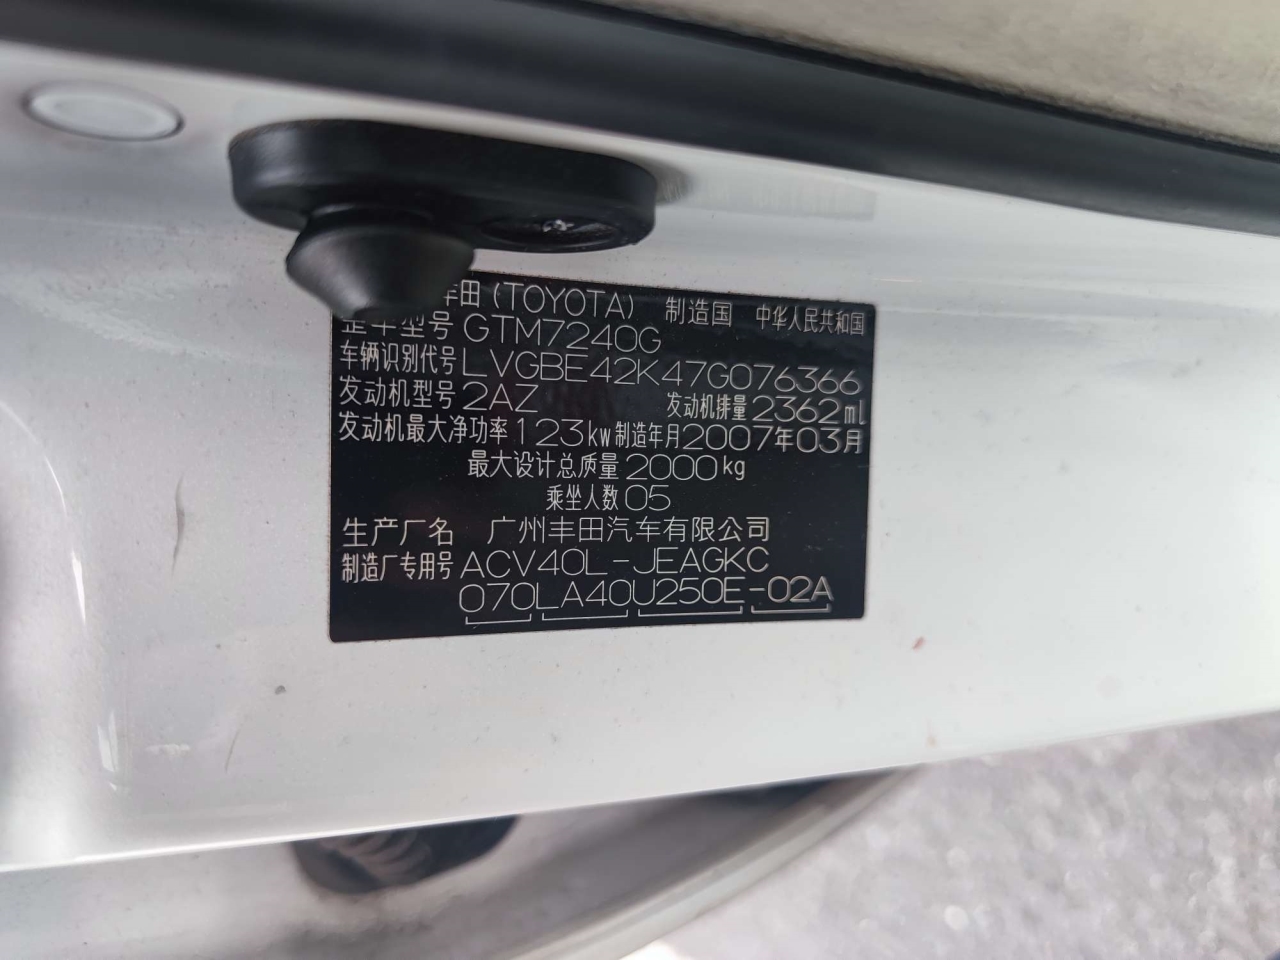 丰田 (TOYOTA) 制造国 中华人民共和国
整车型号 GTM7240G
车辆识别代号 LVGBE42K47G076366
发动机型号 2AZ 发动机排量 2362ml
发动机最大净功率 123kw 制造年月 2007年03月
最大设计总质量 2000kg
乘坐人数 05
生产厂名 广州丰田汽车有限公司
制造厂专用号 ACV40L-JEAGKC
070LA40U250E-02A